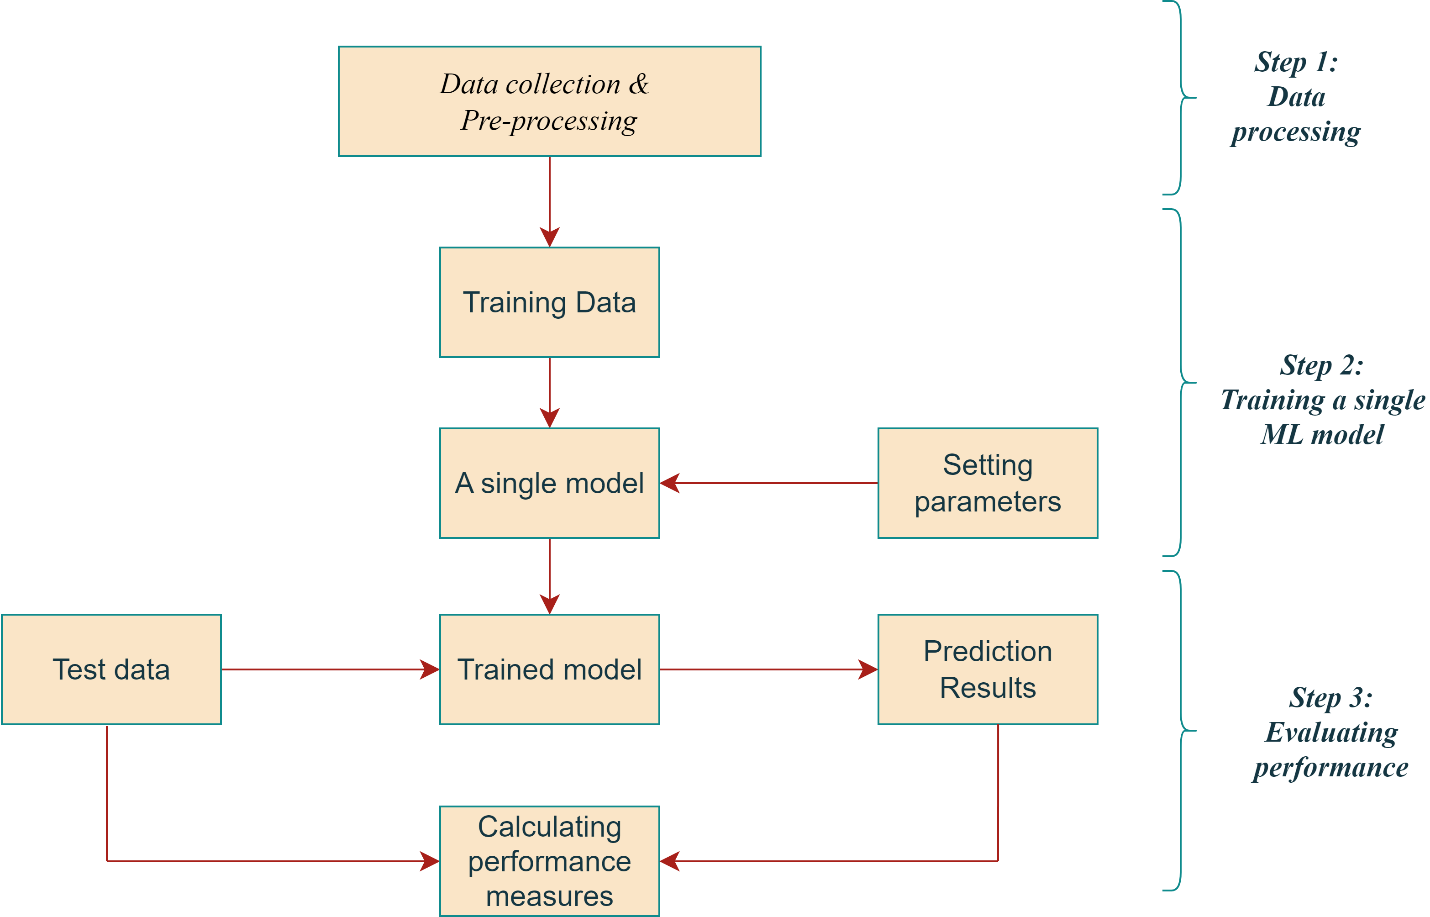 Data collection &
Pre-processing
Step 1:
Data
processing
Training Data
A single model
Setting
parameters
Step 2:
Training a single
ML model
Test data
Trained model
Prediction
Results
Calculating
performance
measures
Step 3:
Evaluating
performance